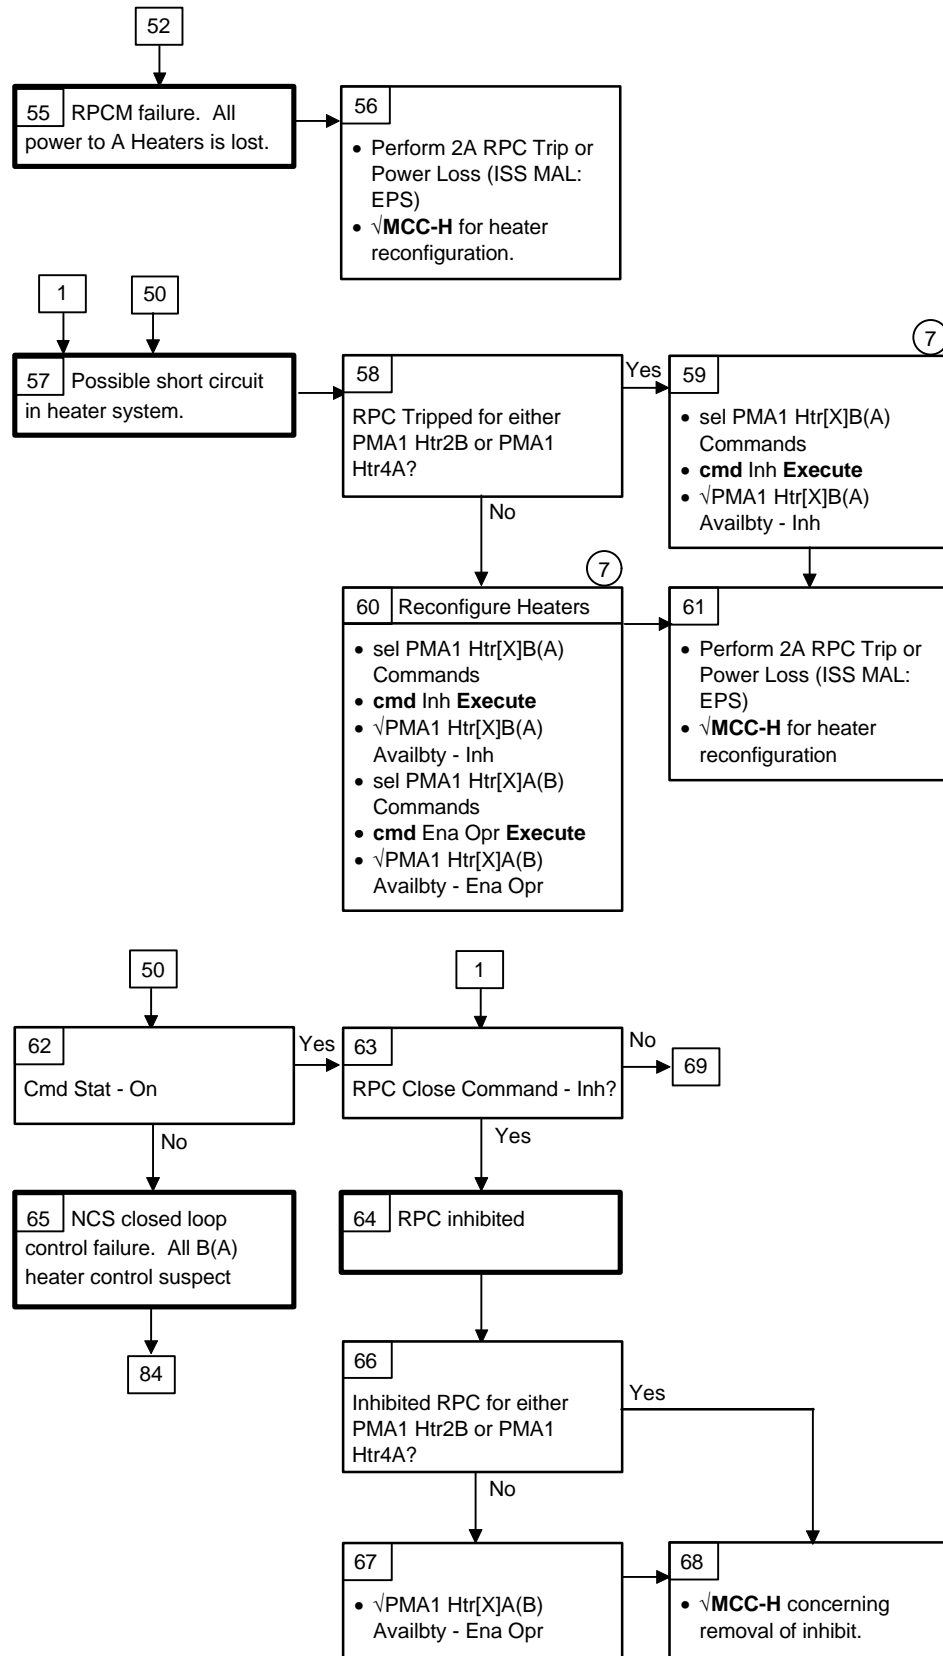 52
55 RPCM failure. All
power to A Heaters is lost.
56
• Perform 2A RPC Trip or
Power Loss (ISS MAL:
EPS)
• √MCC-H for heater
reconfiguration.
1
50
57 Possible short circuit
in heater system.
58
RPC Tripped for either
PMA1 Htr2B or PMA1
Htr4A?
Yes
No
7
59
• sel PMA1 Htr[X]B(A)
Commands
• cmd Inh Execute
• √PMA1 Htr[X]B(A)
Availbty - Inh
7
60 Reconfigure Heaters
• sel PMA1 Htr[X]B(A)
Commands
• cmd Inh Execute
• √PMA1 Htr[X]B(A)
Availbty - Inh
• sel PMA1 Htr[X]A(B)
Commands
• cmd Ena Opr Execute
• √PMA1 Htr[X]A(B)
Availbty - Ena Opr
61
• Perform 2A RPC Trip or
Power Loss (ISS MAL:
EPS)
• √MCC-H for heater
reconfiguration
50
1
62
Cmd Stat - On
Yes
No
63
RPC Close Command - Inh?
No
69
Yes
65 NCS closed loop
control failure. All B(A)
heater control suspect
84
64 RPC inhibited
66
Inhibited RPC for either
PMA1 Htr2B or PMA1
Htr4A?
Yes
No
67
• √PMA1 Htr[X]A(B)
Availbty - Ena Opr
68
• √MCC-H concerning
removal of inhibit.